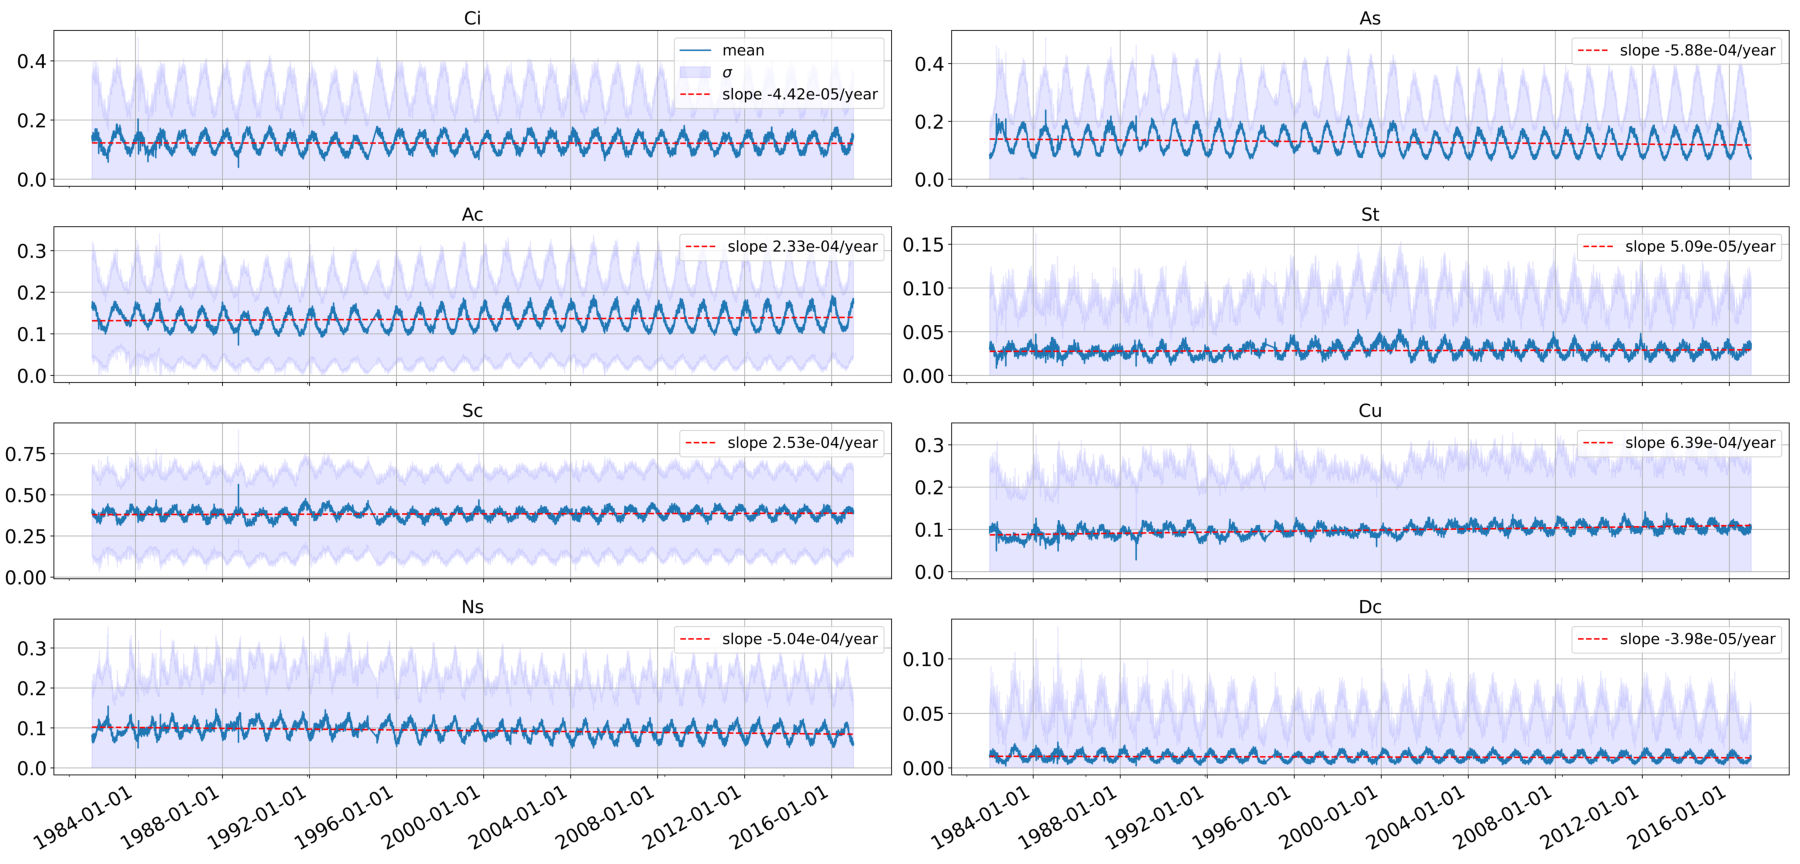 Ci
0.4
0.2
0.0
mean
σ
slope -4.42e-05/year
As
0.4
0.2
0.0
slope -5.88e-04/year
Ac
0.3
0.2
0.1
0.0
slope 2.33e-04/year
St
0.15
0.10
0.05
0.00
slope 5.09e-05/year
Sc
0.75
0.50
0.25
0.00
slope 2.53e-04/year
Cu
0.3
0.2
0.1
0.0
slope 6.39e-04/year
Ns
0.3
0.2
0.1
0.0
slope -5.04e-04/year
1984-01-01
1988-01-01
1992-01-01
1996-01-01
2000-01-01
2004-01-01
2008-01-01
2012-01-01
2016-01-01
Dc
0.10
0.05
0.00
slope -3.98e-05/year
1984-01-01
1988-01-01
1992-01-01
1996-01-01
2000-01-01
2004-01-01
2008-01-01
2012-01-01
2016-01-01